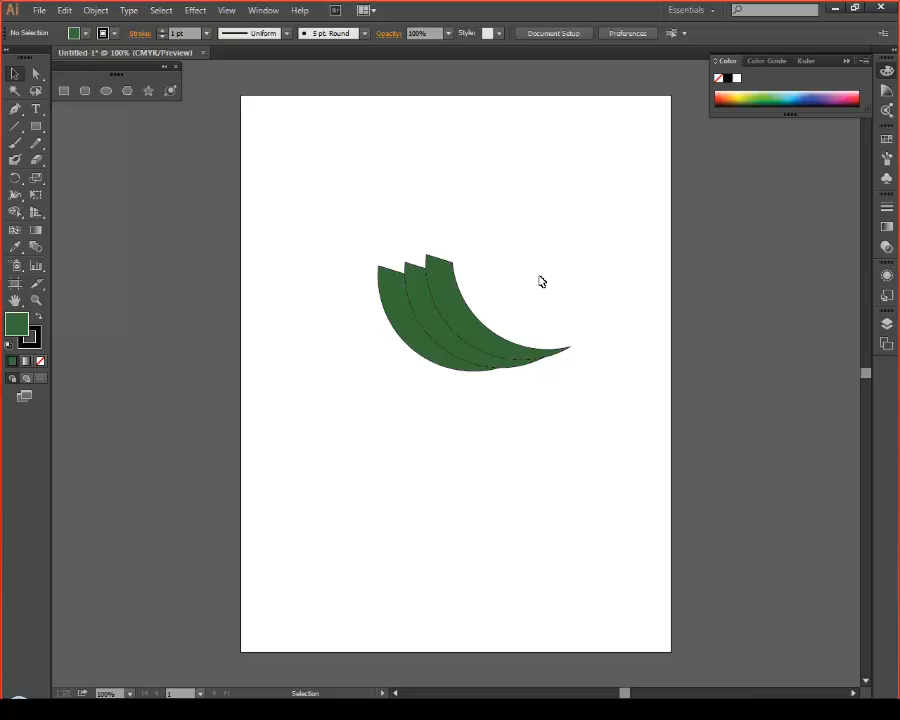 Ai File Edit Object Type Select Effect View Window Help Br Essentials
No Selection Stroke: 1 pt Uniform 5 pt. Round Opacity: 100% Style: Document Setup Preferences
Untitled-1* @ 100% (CMYK/Preview) ×
Color Color Guide Kuler
T
100% 1 Selection